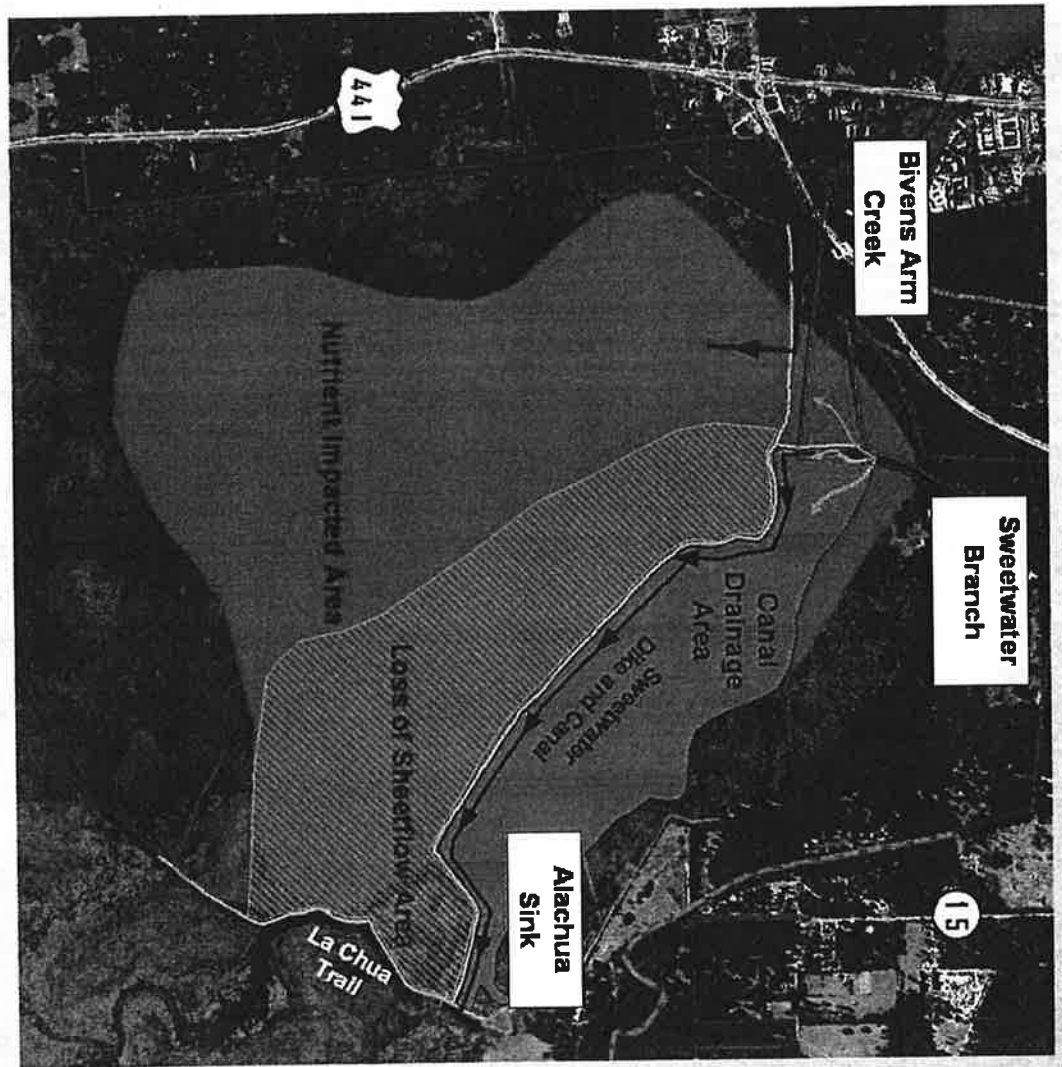 441
Bivens Arm
Creek
Sweetwater
Branch
15
Alachua
Sink
Canal
Drainage
Area
Sweetwater
Dike and Canal
Nutrient Impacted Area
Loss of Sheetflow Area
La Chua
Trail